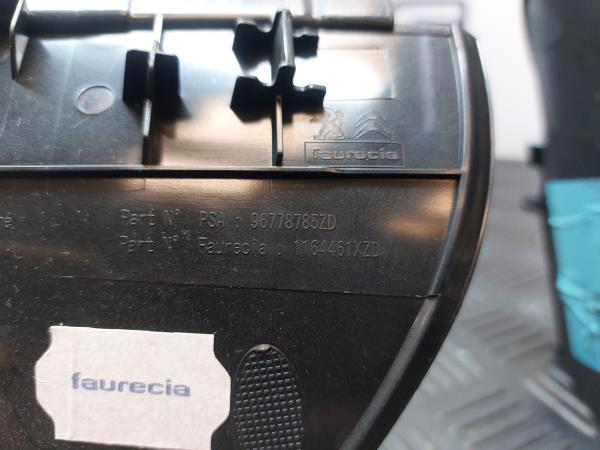 faurecia
Part N° PSA : 96778785ZD
Part N° Faurecia : 1164461XZD
faurecia